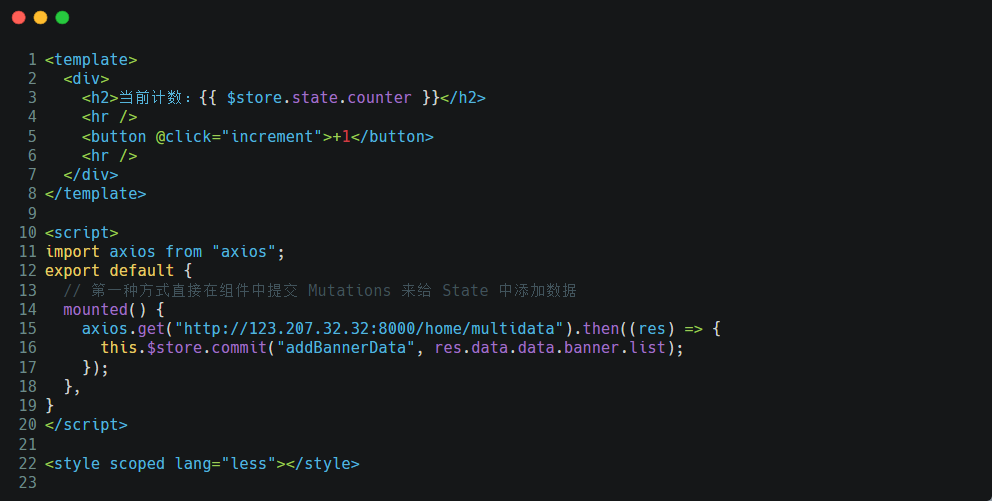 1 <template>
2   <div>
3     <h2>当前计数：{{ $store.state.counter }}</h2>
4     <hr />
5     <button @click="increment">+1</button>
6     <hr />
7   </div>
8 </template>
9
10 <script>
11 import axios from "axios";
12 export default {
13   // 第一种方式直接在组件中提交 Mutations 来给 State 中添加数据
14   mounted() {
15     axios.get("http://123.207.32.32:8000/home/multidata").then((res) => {
16       this.$store.commit("addBannerData", res.data.data.banner.list);
17     });
18   },
19 }
20 </script>
21
22 <style scoped lang="less"></style>
23